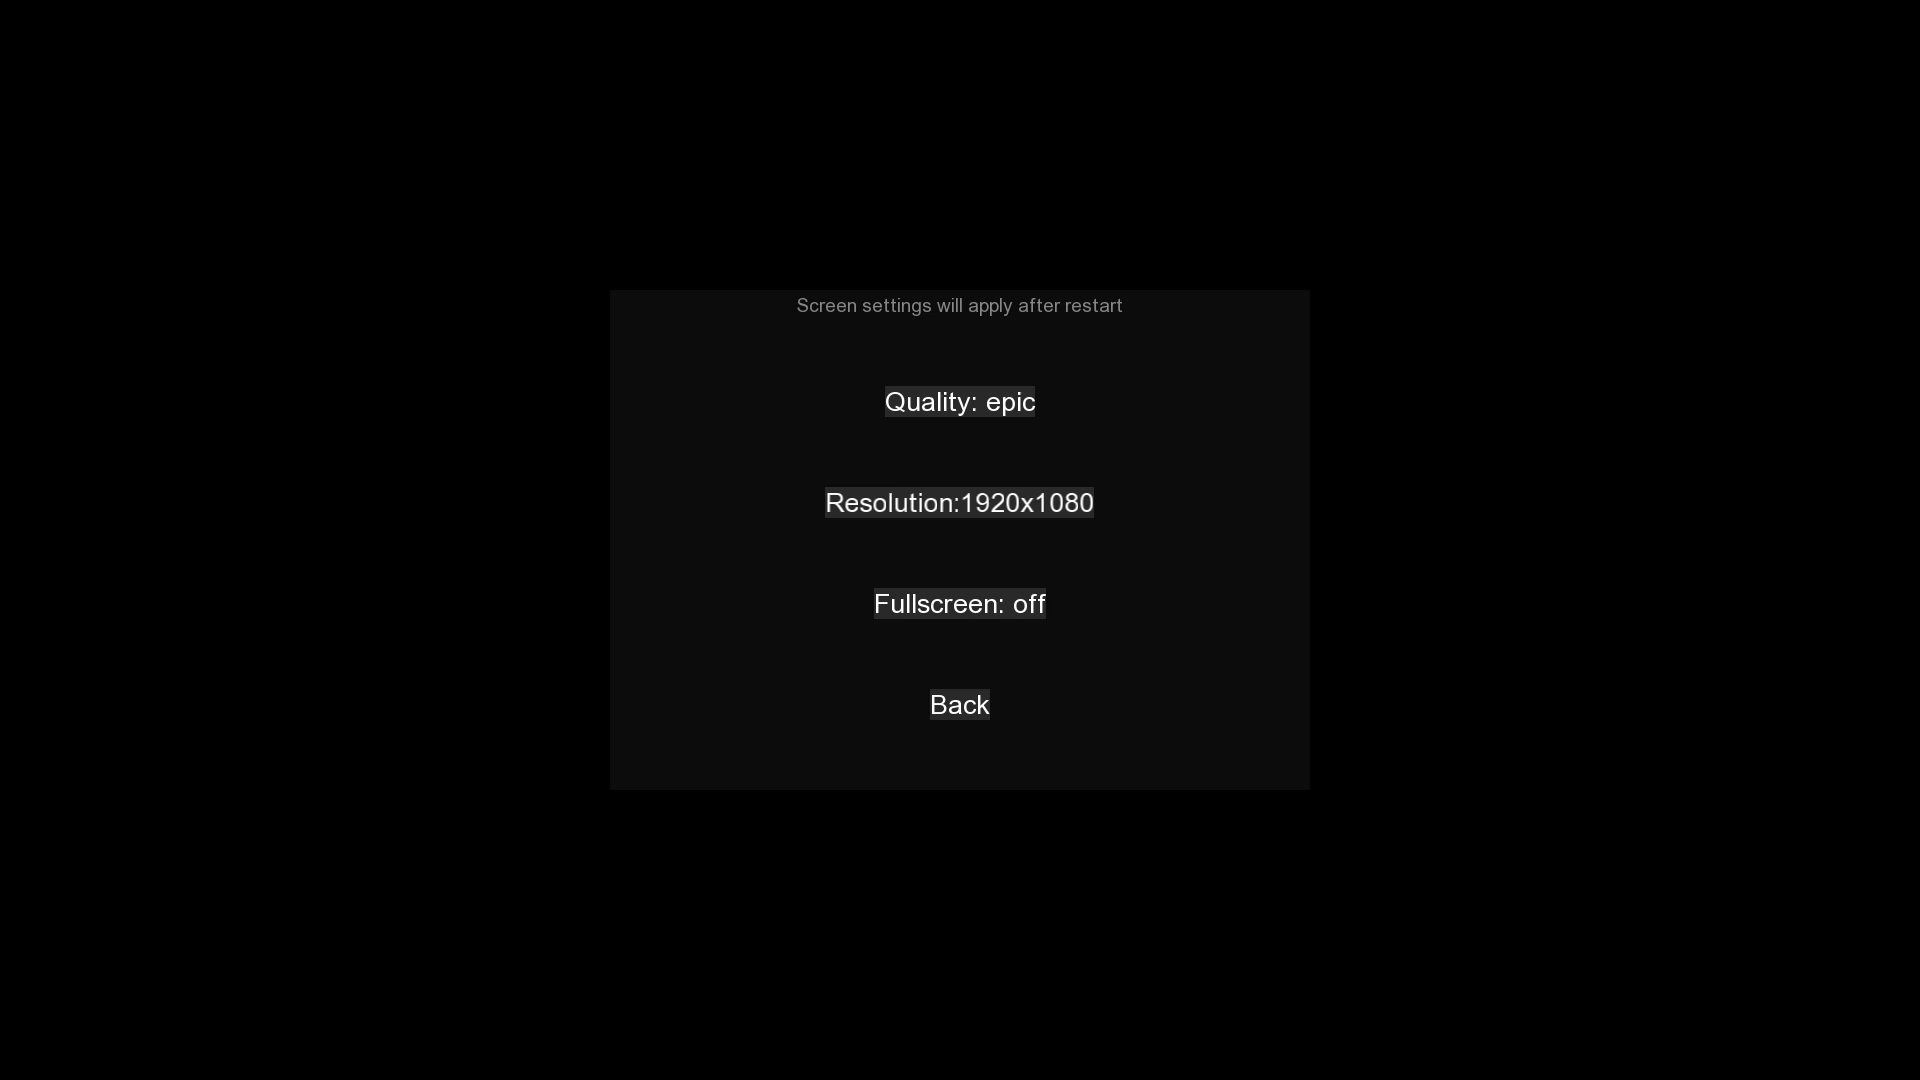 Screen settings will apply after restart
Quality: epic
Resolution:1920x1080
Fullscreen: off
Back